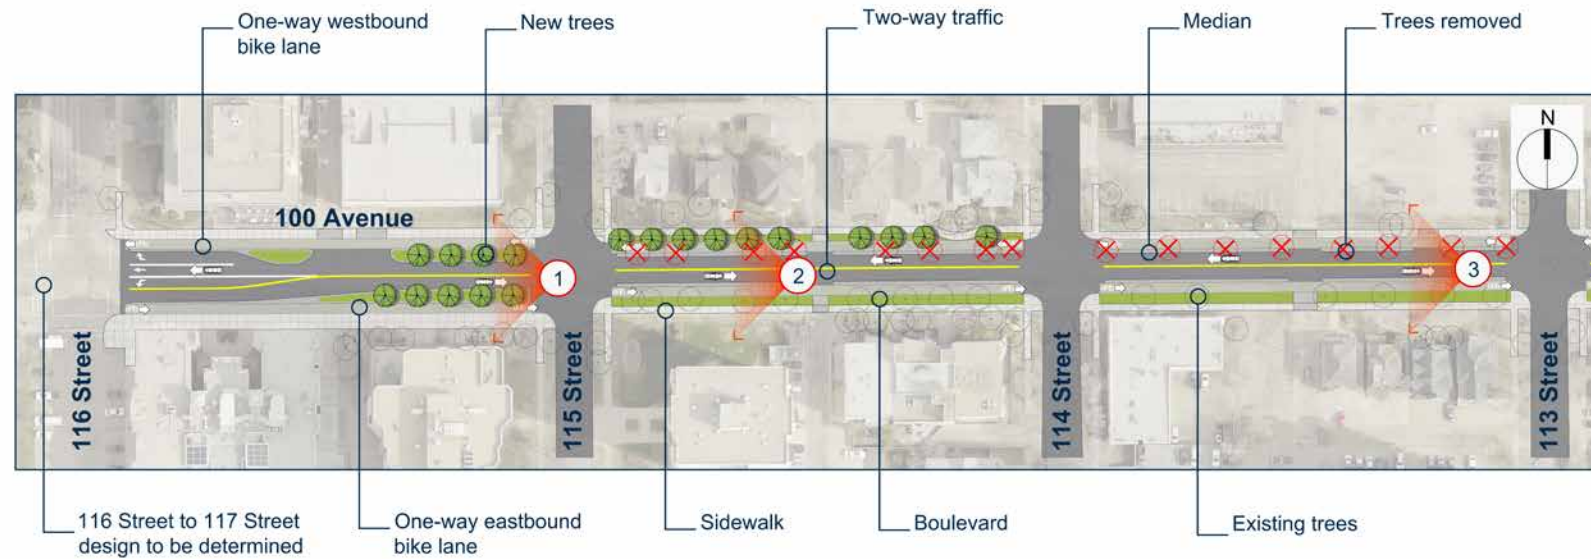 One-way westbound
bike lane
New trees
Two-way traffic
Median
Trees removed
N
100 Avenue
1
2
3
116 Street
115 Street
114 Street
113 Street
116 Street to 117 Street
design to be determined
One-way eastbound
bike lane
Sidewalk
Boulevard
Existing trees